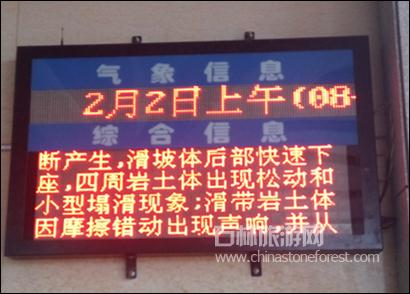 气象信息
2月2日上午(08-
综合信息
断产生,滑坡体后部快速下
座,四周岩土体出现松动和
小型塌滑现象;滑带岩土体
因摩擦错动出现声响,并从
石林旅游网
www.chinastoneforest.com